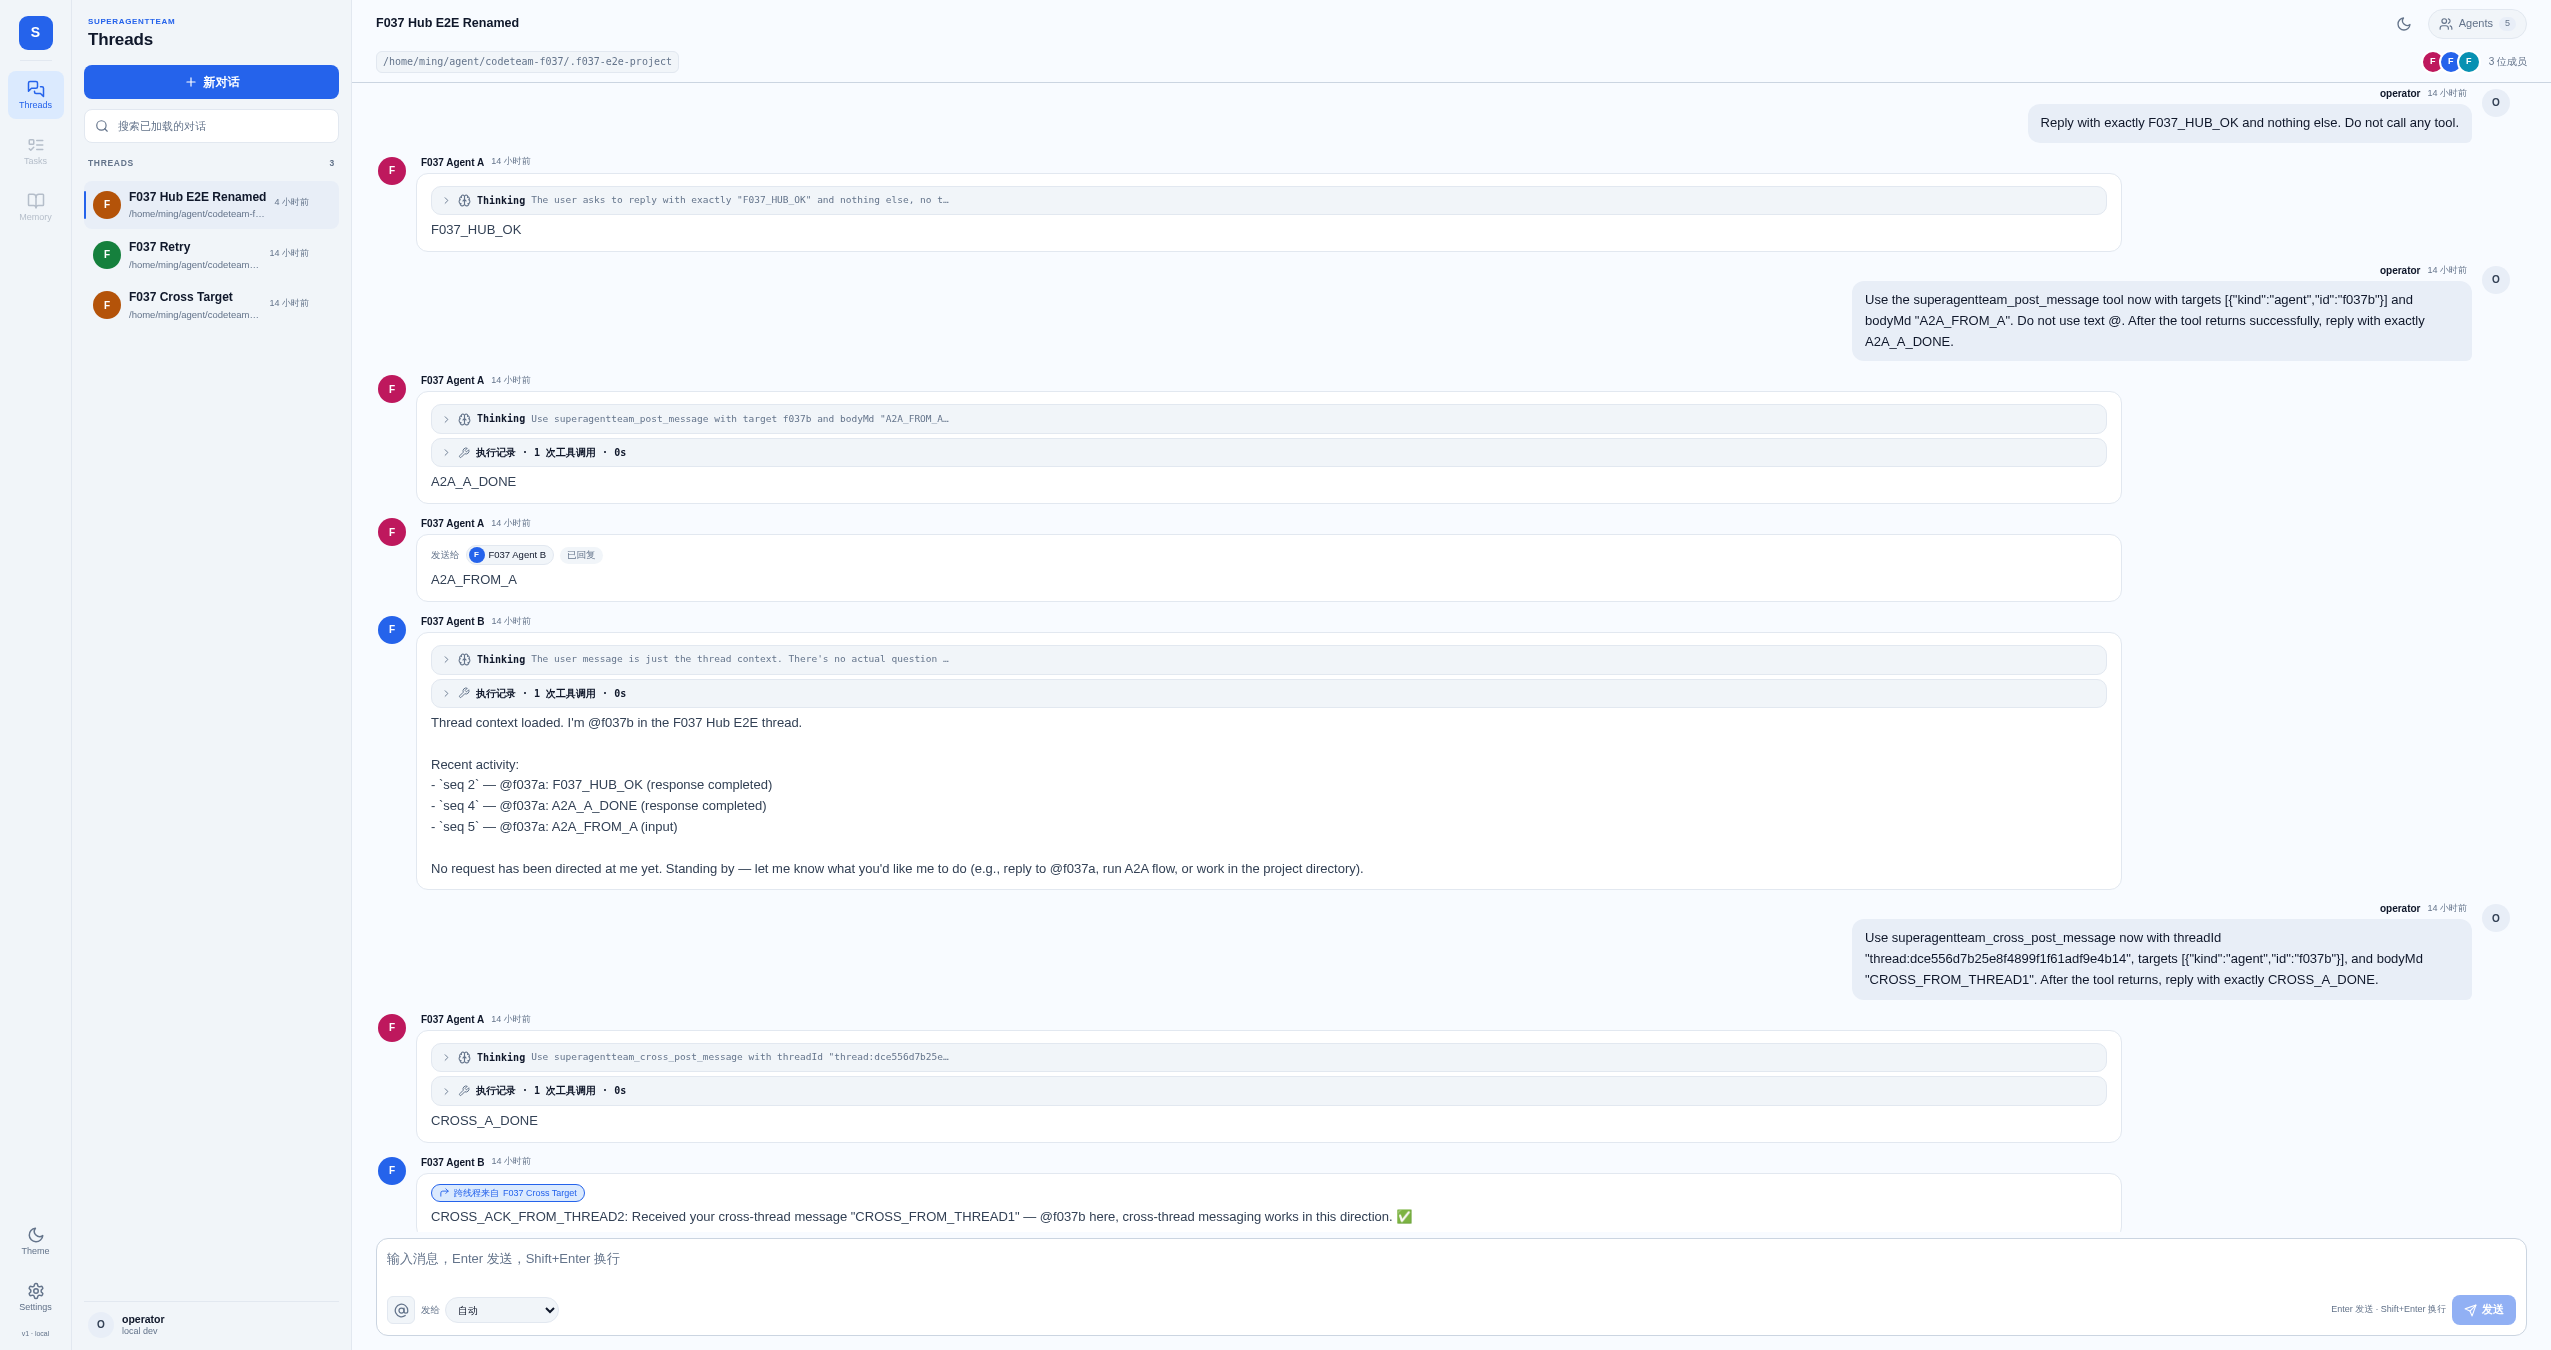 S
Threads
Tasks
Memory
Theme
Settings
v1 · local
SUPERAGENTTEAM
Threads
新对话
搜索已加载的对话
THREADS 3
F
F037 Hub E2E Renamed 4 小时前
/home/ming/agent/codeteam-f…
F
F037 Retry 14 小时前
/home/ming/agent/codeteam…
F
F037 Cross Target 14 小时前
/home/ming/agent/codeteam…
O
operator
local dev
F037 Hub E2E Renamed
Agents 5
/home/ming/agent/codeteam-f037/.f037-e2e-project
F F F 3 位成员
operator 14 小时前 O
Reply with exactly F037_HUB_OK and nothing else. Do not call any tool.
F F037 Agent A 14 小时前
Thinking The user asks to reply with exactly "F037_HUB_OK" and nothing else, no t…
F037_HUB_OK
operator 14 小时前 O
Use the superagentteam_post_message tool now with targets [{"kind":"agent","id":"f037b"}] and
bodyMd "A2A_FROM_A". Do not use text @. After the tool returns successfully, reply with exactly
A2A_A_DONE.
F F037 Agent A 14 小时前
Thinking Use superagentteam_post_message with target f037b and bodyMd "A2A_FROM_A…
执行记录 · 1 次工具调用 · 0s
A2A_A_DONE
F F037 Agent A 14 小时前
发送给 F F037 Agent B 已回复
A2A_FROM_A
F F037 Agent B 14 小时前
Thinking The user message is just the thread context. There's no actual question …
执行记录 · 1 次工具调用 · 0s
Thread context loaded. I'm @f037b in the F037 Hub E2E thread.
Recent activity:
- `seq 2` — @f037a: F037_HUB_OK (response completed)
- `seq 4` — @f037a: A2A_A_DONE (response completed)
- `seq 5` — @f037a: A2A_FROM_A (input)
No request has been directed at me yet. Standing by — let me know what you'd like me to do (e.g., reply to @f037a, run A2A flow, or work in the project directory).
operator 14 小时前 O
Use superagentteam_cross_post_message now with threadId
"thread:dce556d7b25e8f4899f1f61adf9e4b14", targets [{"kind":"agent","id":"f037b"}], and bodyMd
"CROSS_FROM_THREAD1". After the tool returns, reply with exactly CROSS_A_DONE.
F F037 Agent A 14 小时前
Thinking Use superagentteam_cross_post_message with threadId "thread:dce556d7b25e…
执行记录 · 1 次工具调用 · 0s
CROSS_A_DONE
F F037 Agent B 14 小时前
跨线程来自 F037 Cross Target
CROSS_ACK_FROM_THREAD2: Received your cross-thread message "CROSS_FROM_THREAD1" — @f037b here, cross-thread messaging works in this direction. ✅
输入消息，Enter 发送，Shift+Enter 换行
发给 自动
Enter 发送 · Shift+Enter 换行 发送